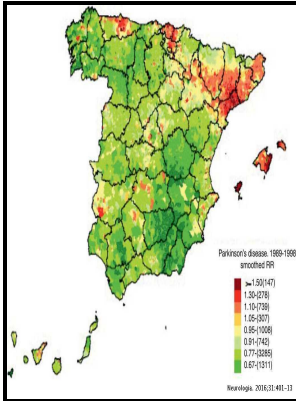 Parkinson's disease, 1989-1998
smoothed RR
>=1.50(147)
1.30-(278)
1.10-(739)
1.05-(307)
0.95-(1008)
0.91-(742)
0.77-(3285)
0.67-(1311)
Neurologia. 2016;31:401-13